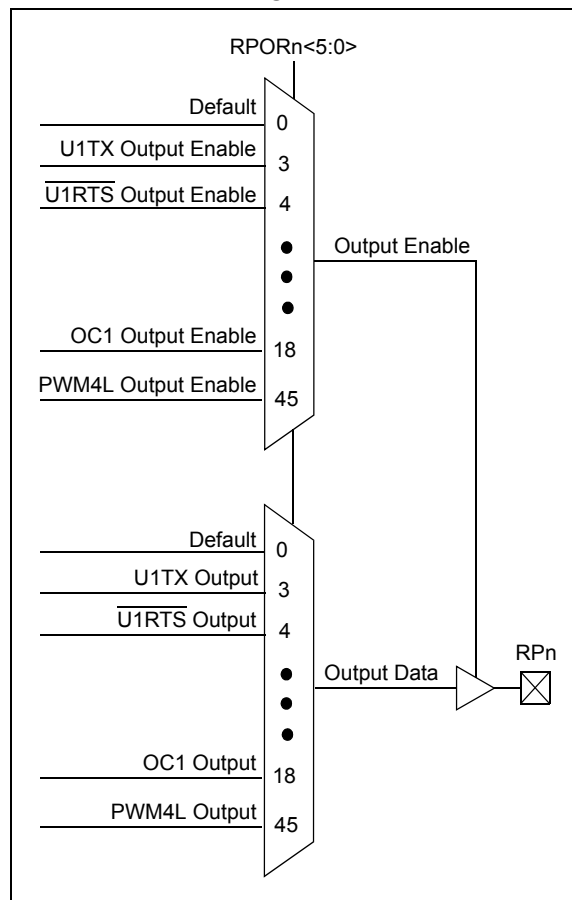 RPORn<5:0>
Default
0
U1TX Output Enable
3
U1RTS Output Enable
4
Output Enable
OC1 Output Enable
18
PWM4L Output Enable
45
Default
0
U1TX Output
3
U1RTS Output
4
RPn
Output Data
OC1 Output
18
PWM4L Output
45